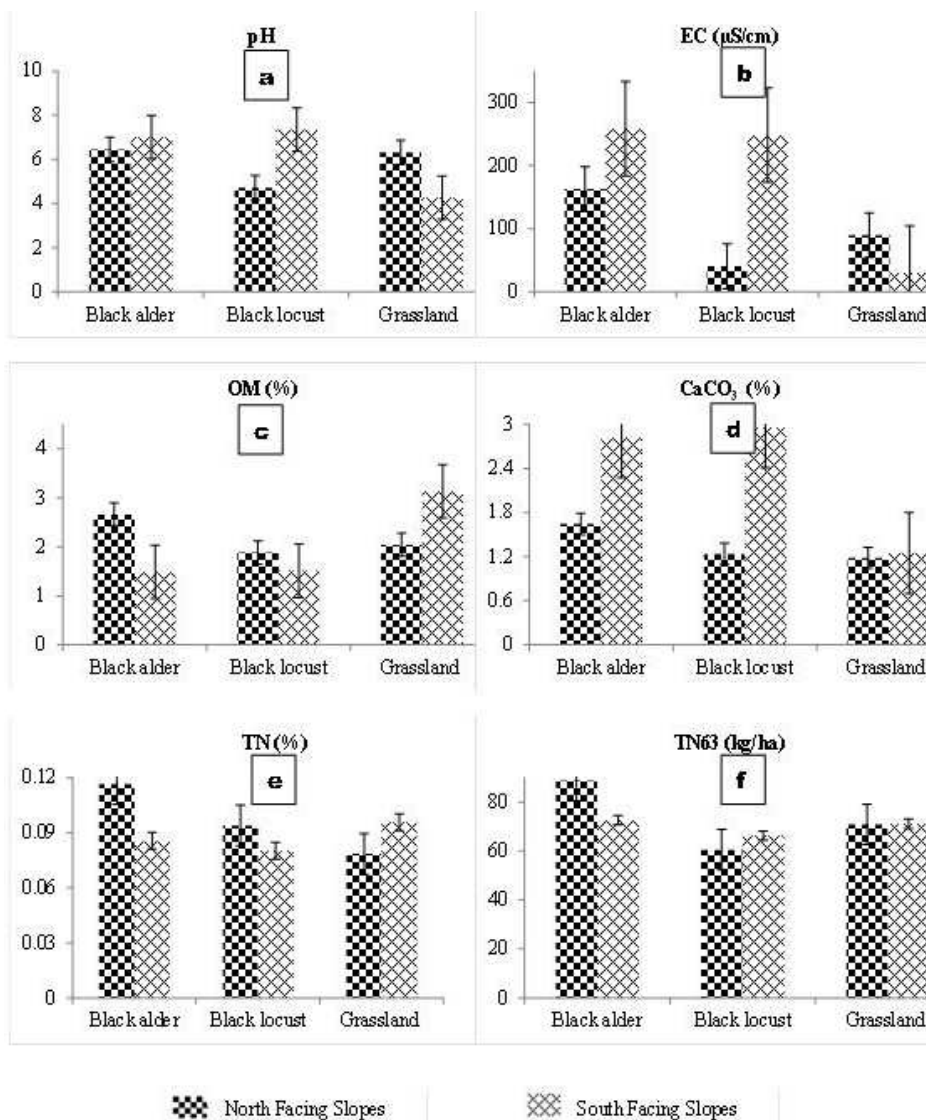 pH
a
10
8
6
4
2
0
Black alder Black locust Grassland
EC (µS/cm)
b
300
200
100
0
Black alder Black locust Grassland
OM (%)
c
4
3
2
1
0
Black alder Black locust Grassland
CaCO₃ (%)
d
3
2.4
1.8
1.2
0.6
0
Black alder Black locust Grassland
TN (%)
e
0.12
0.09
0.06
0.03
0
Black alder Black locust Grassland
TN63 (kg/ha)
f
80
60
40
20
0
Black alder Black locust Grassland
North Facing Slopes South Facing Slopes